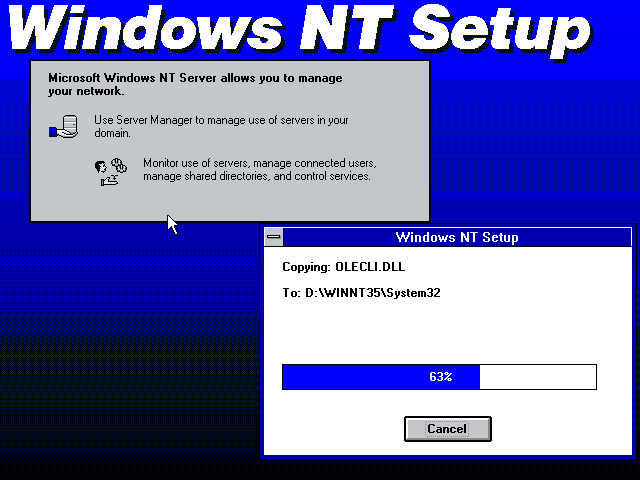 Windows NT Setup
Microsoft Windows NT Server allows you to manage
your network.
Use Server Manager to manage use of servers in your
domain.
Monitor use of servers, manage connected users,
manage shared directories, and control services.
Windows NT Setup
Copying: OLECLI.DLL
To: D:\WINNT35\System32
63%
Cancel